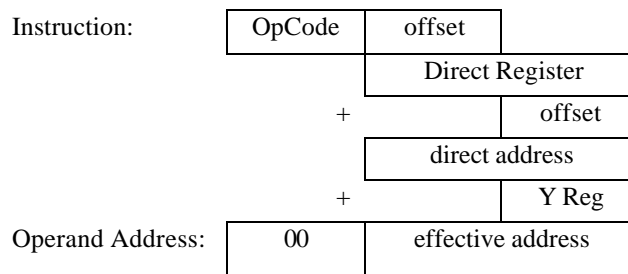 Instruction: OpCode offset
Direct Register
+ offset
direct address
+ Y Reg
Operand Address: 00 effective address